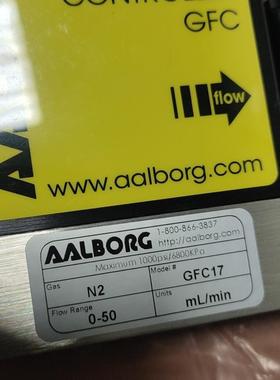 GFC
flow
www.aalborg.com
AALBORG
1-800-866-3837
http://aalborg.com
Maximum 1000psi/6800KPa
Gas N2
Model # GFC17
Flow Range 0-50
Units mL/min